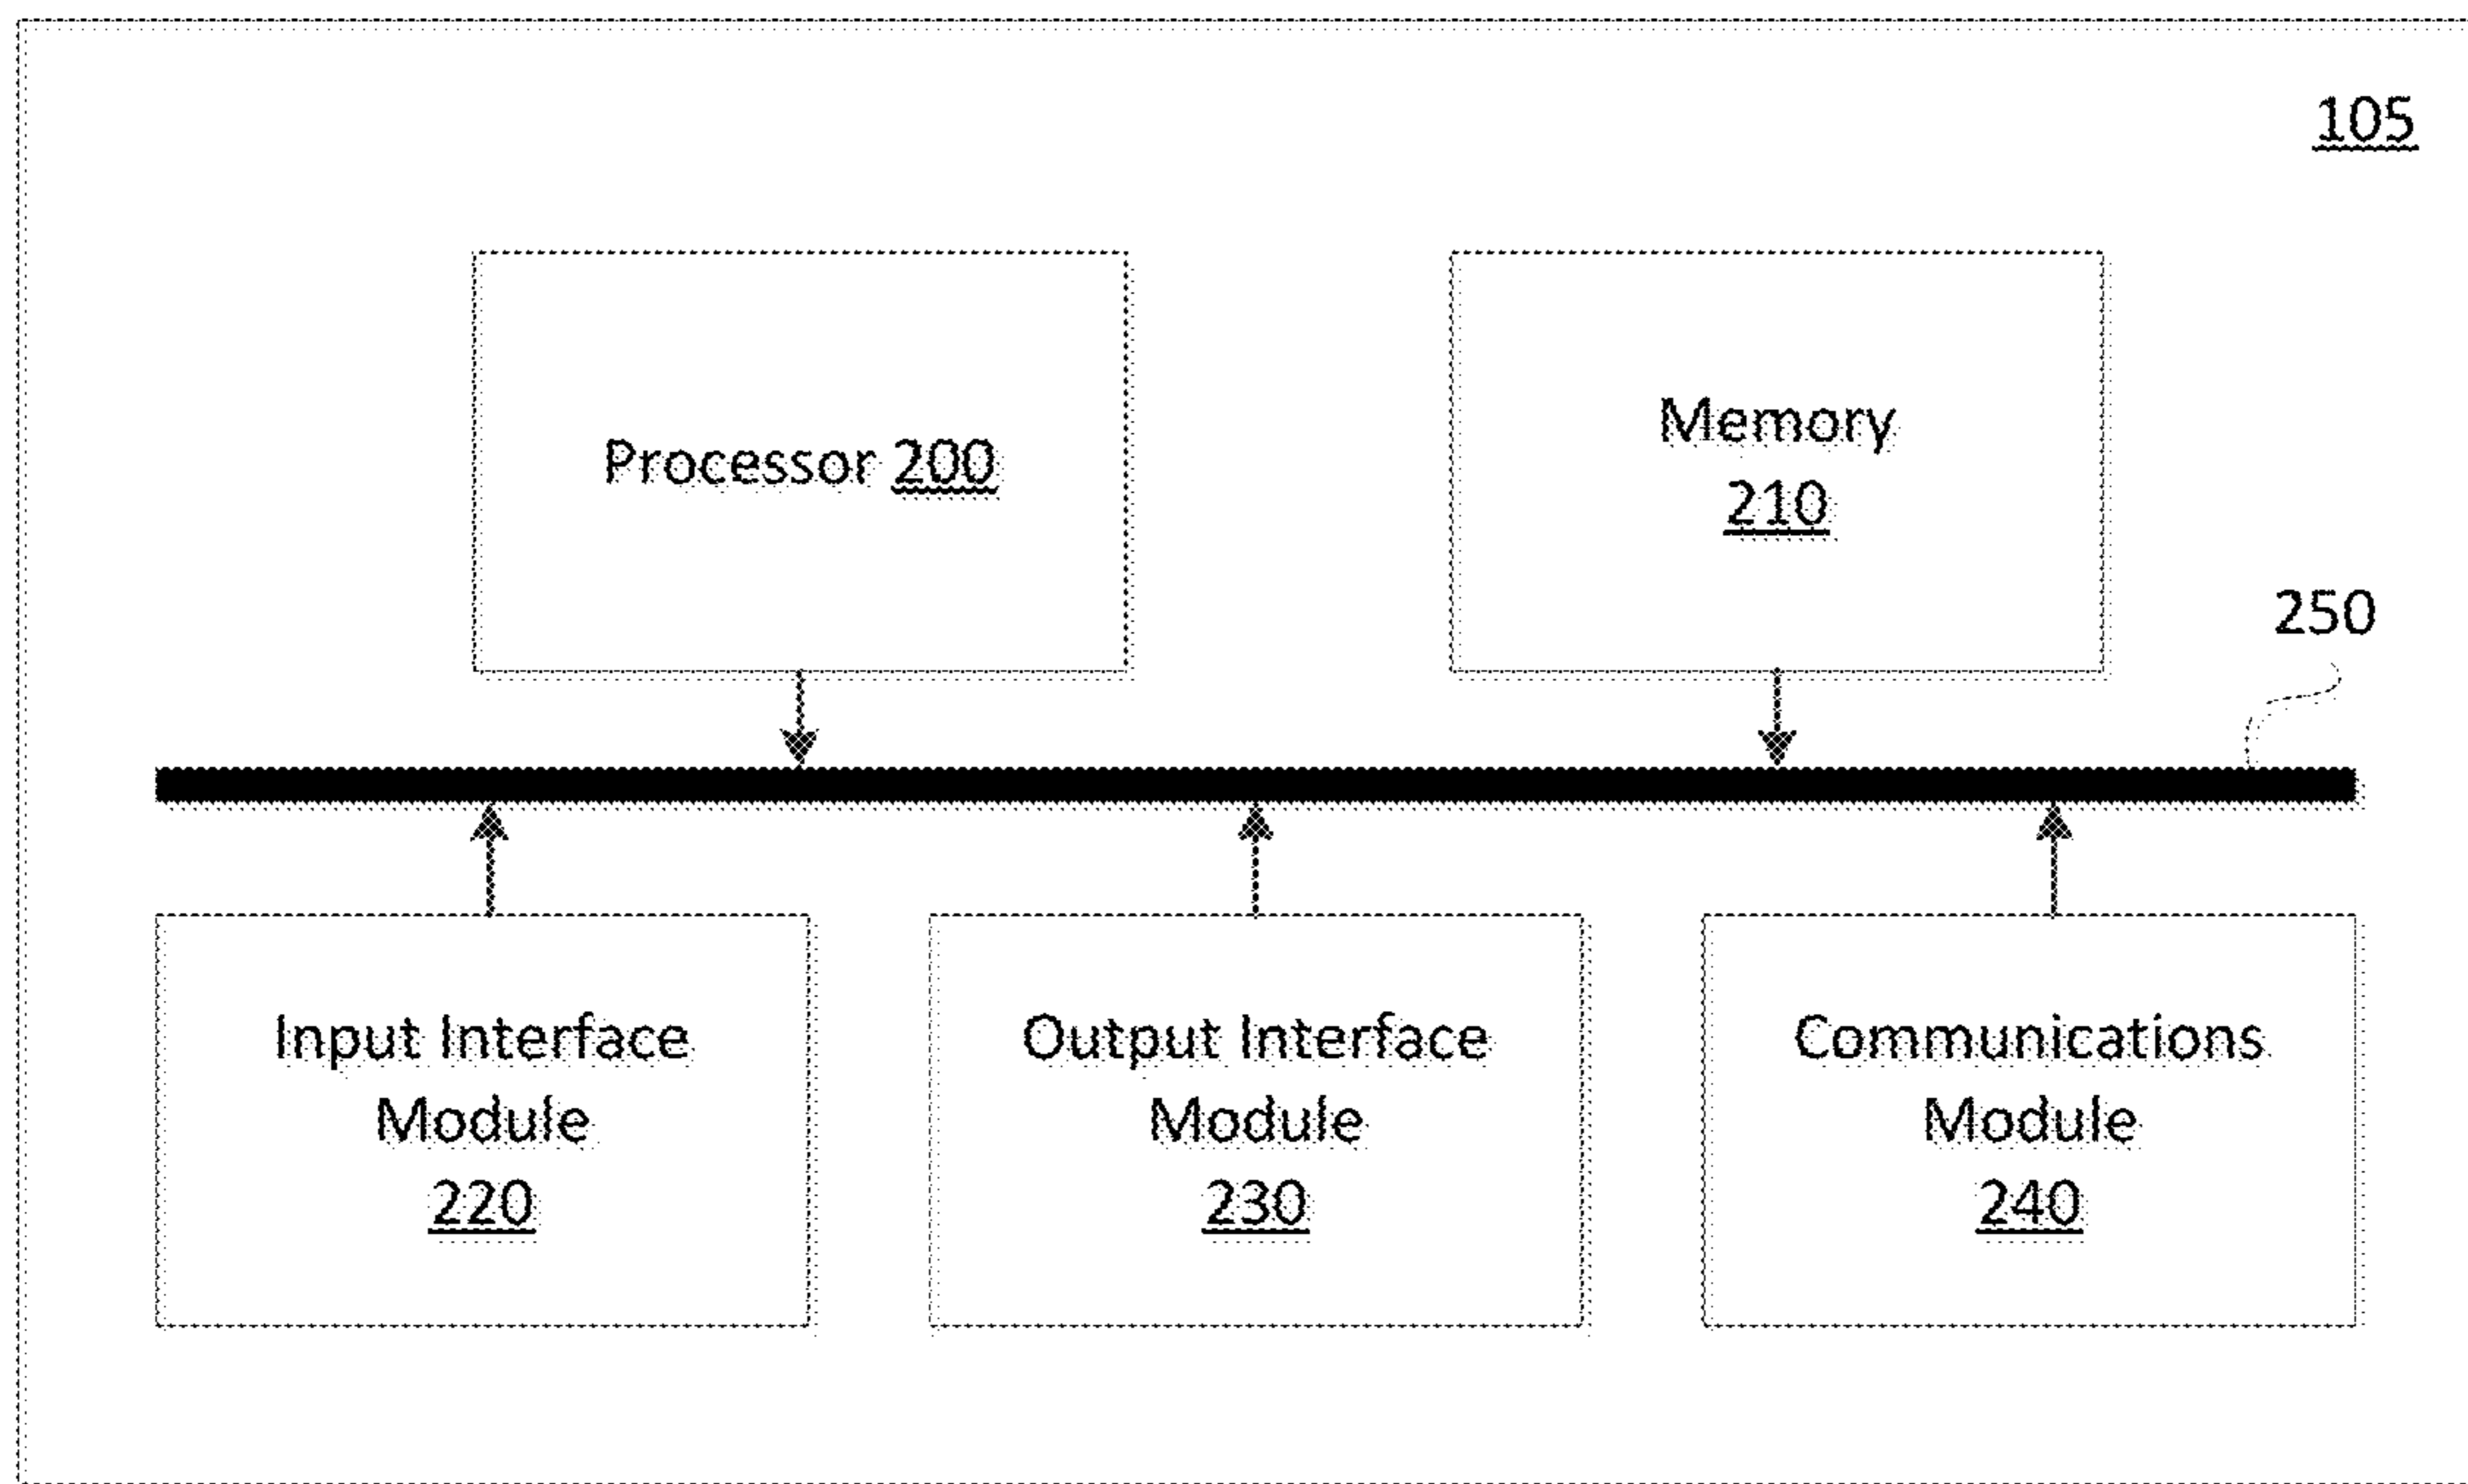 105
Processor 200
Memory
210
250
Input Interface
Module
220
Output Interface
Module
230
Communications
Module
240